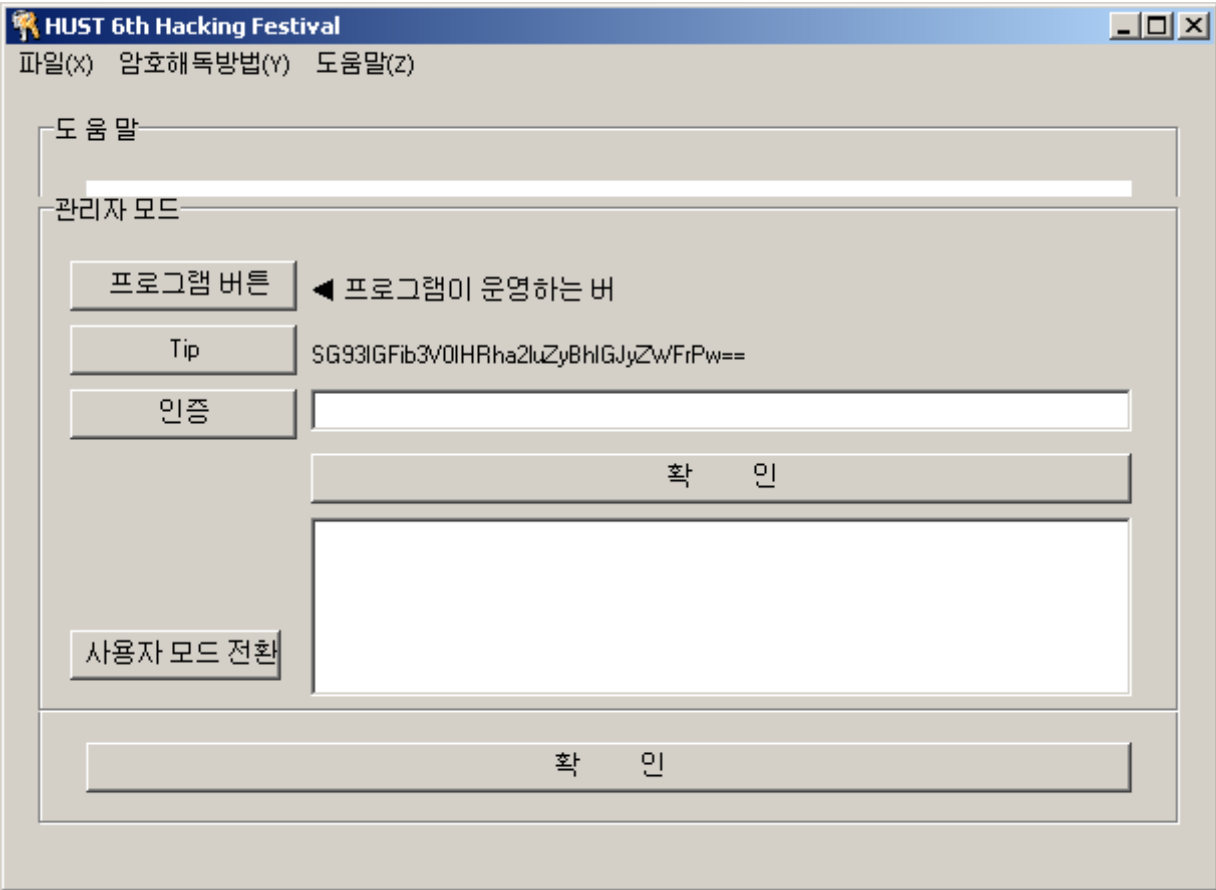 HUST 6th Hacking Festival
파일(X) 암호해독방법(Y) 도움말(Z)
도 움 말
관리자 모드
프로그램 버튼 ◀ 프로그램이 운영하는 버
Tip SG93IGFib3V0IHRha2luZyBhIGJyZWFrPw==
인증
확 인
사용자 모드 전환
확 인